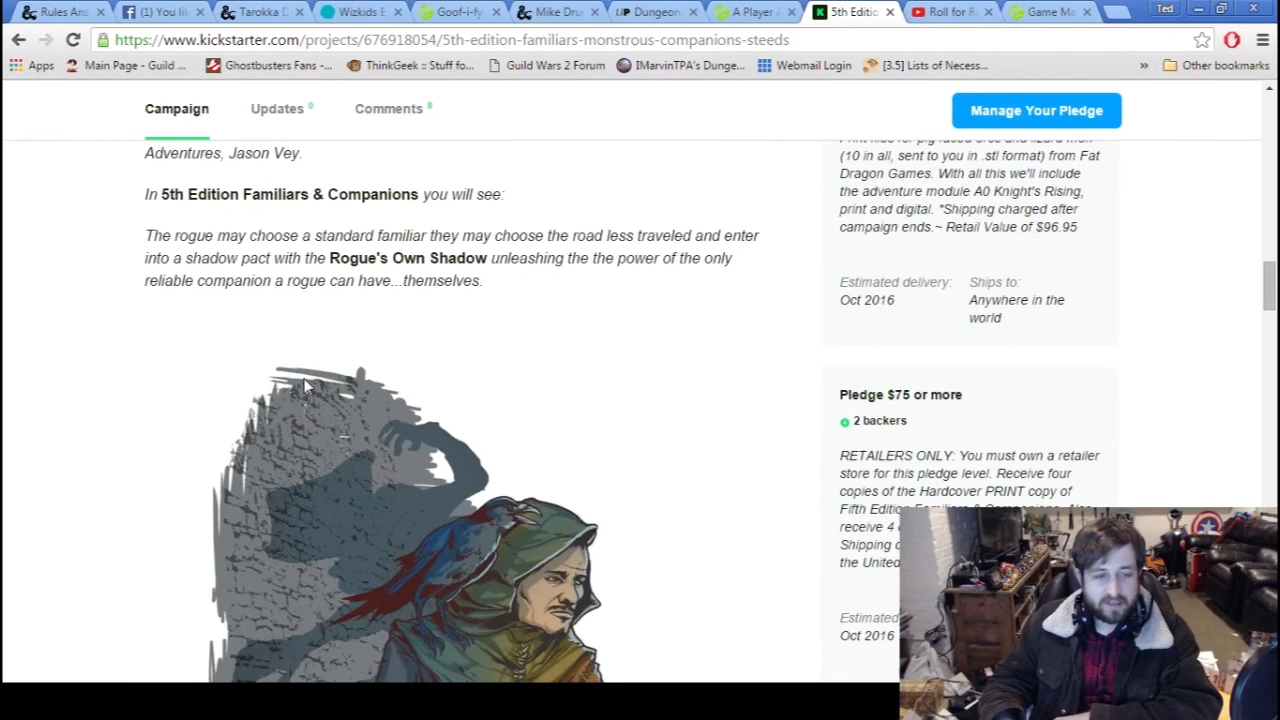 Rules Ans
(1) You lik
Tarokka D
Wizkids E
Goof-i-fy
Mike Dru
UP Dungeon
A Player A
5th Editio
Roll for R
Game Ma
Ted
https://www.kickstarter.com/projects/676918054/5th-edition-familiars-monstrous-companions-steeds
Apps
Main Page - Guild ...
Ghostbusters Fans -...
ThinkGeek :: Stuff fo...
Guild Wars 2 Forum
IMarvinTPA's Dunge...
Webmail Login
[3.5] Lists of Necess...
» Other bookmarks
Campaign
Updates 0
Comments 8
Manage Your Pledge
Adventures, Jason Vey.
In 5th Edition Familiars & Companions you will see:
The rogue may choose a standard familiar they may choose the road less traveled and enter
into a shadow pact with the Rogue's Own Shadow unleashing the the power of the only
reliable companion a rogue can have...themselves.
(10 in all, sent to you in .stl format) from Fat
Dragon Games. With all this we'll include
the adventure module A0 Knight's Rising,
print and digital. *Shipping charged after
campaign ends.~ Retail Value of $96.95
Estimated delivery:
Oct 2016
Ships to:
Anywhere in the
world
Pledge $75 or more
2 backers
RETAILERS ONLY: You must own a retailer
store for this pledge level. Receive four
copies of the Hardcover PRINT copy of
Fifth Edition Familiars & Companions. Also
receive 4
Shipping c
the United
Estimated
Oct 2016